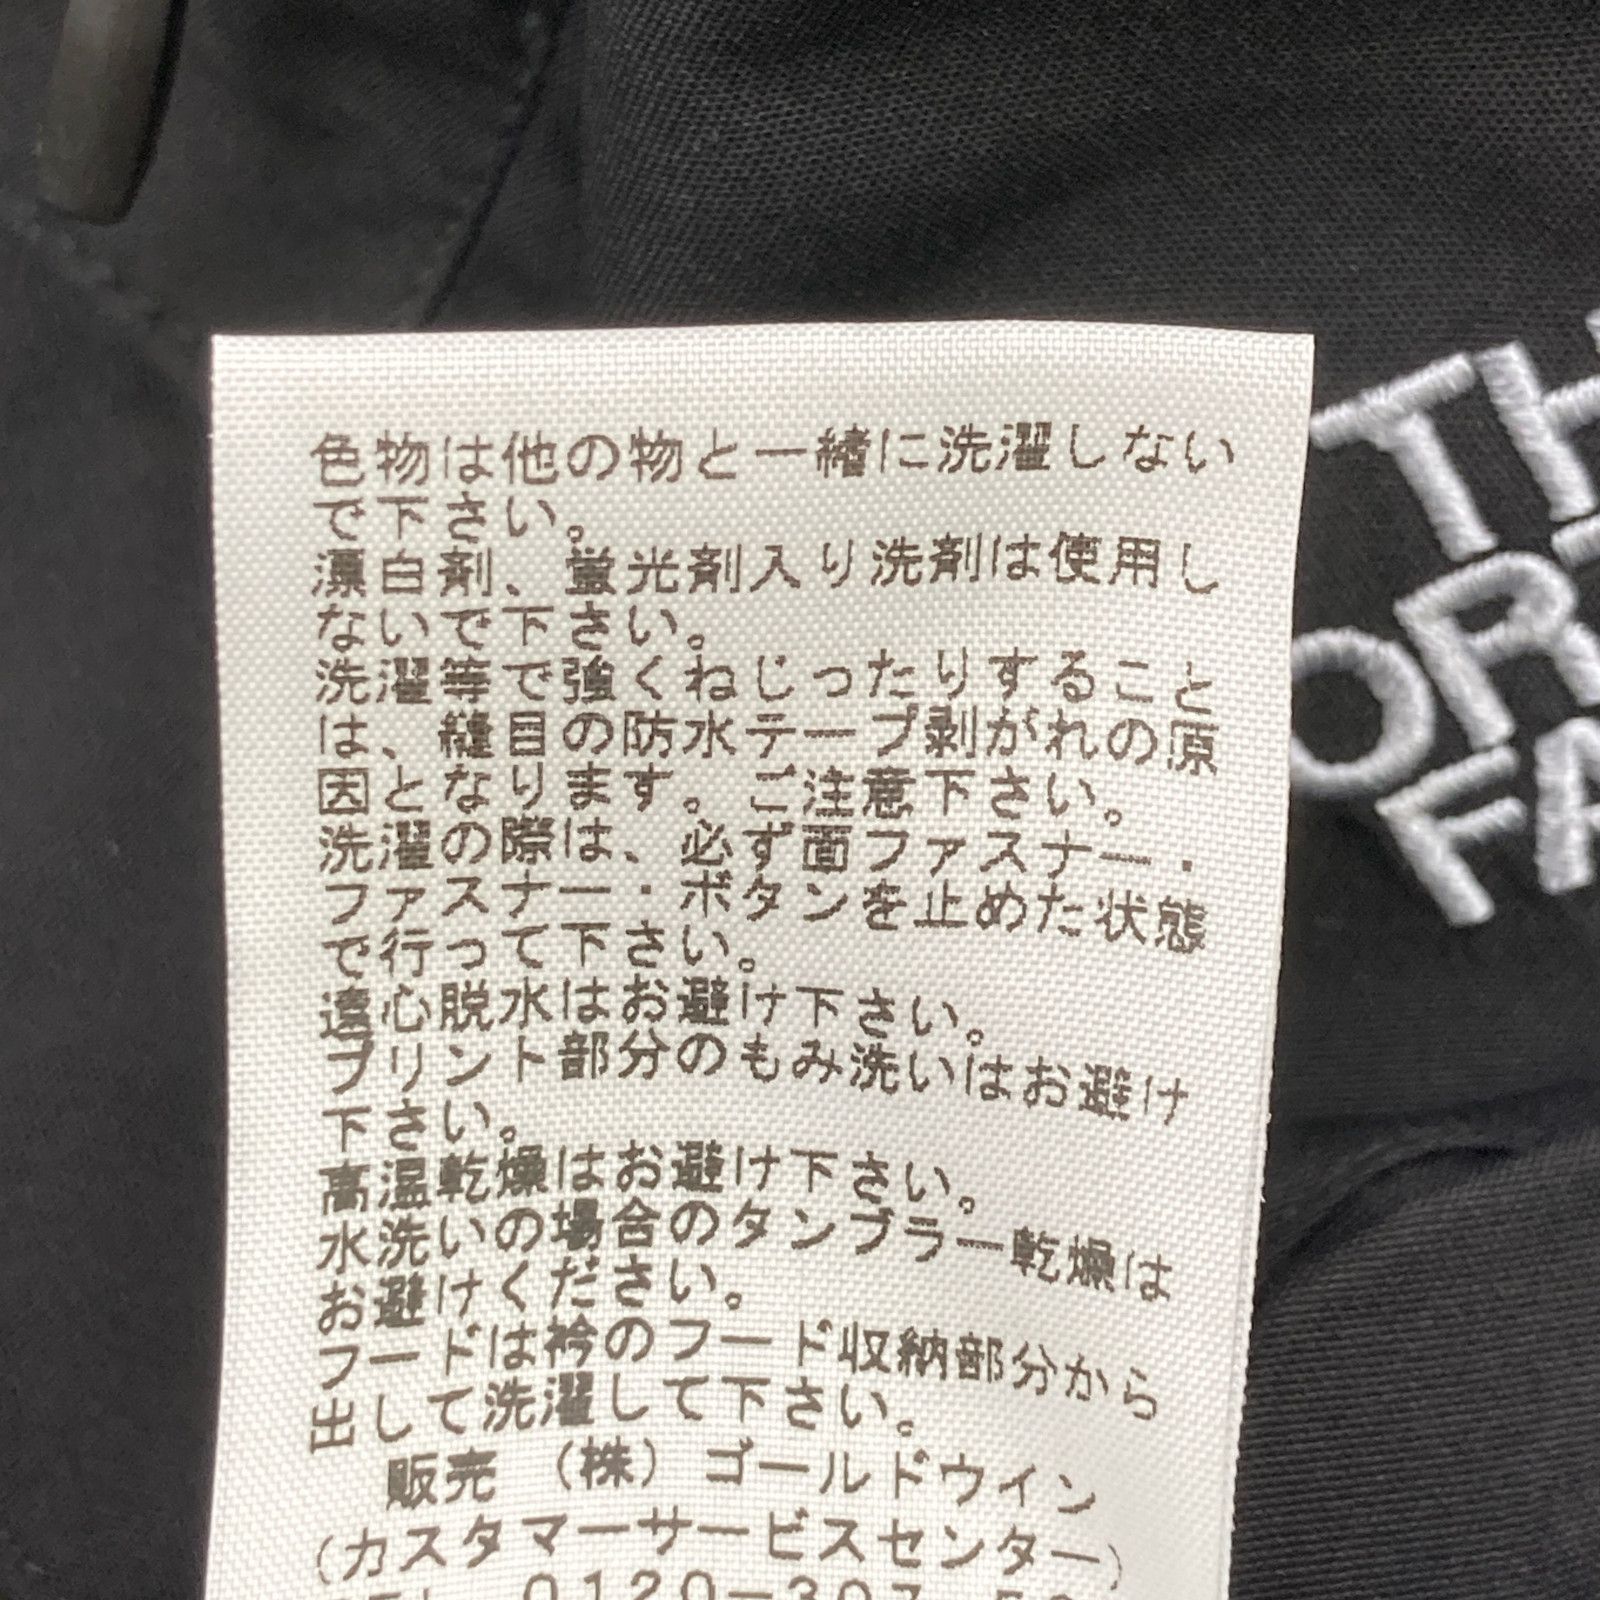 色物は他の物と一緒に洗濯しない
で下さい。
漂白剤、蛍光剤入り洗剤は使用し
ないで下さい。
洗濯等で強くねじったりすること
は、縫目の防水テープ剥がれの原
因となります。ご注意下さい。
洗濯の際は、必ず面ファスナー・
ファスナー・ボタンを止めた状態
で行って下さい。
遠心脱水はお避け下さい。
プリント部分のもみ洗いはお避け
下さい。
高温乾燥はお避け下さい。
水洗いの場合のタンブラー乾燥は
お避けください。
フードは衿のフード収納部分から
出して洗濯して下さい。
販売 (株) ゴールドウイン
(カスタマーサービスセンター)
0120-307-
TH
OR
FA